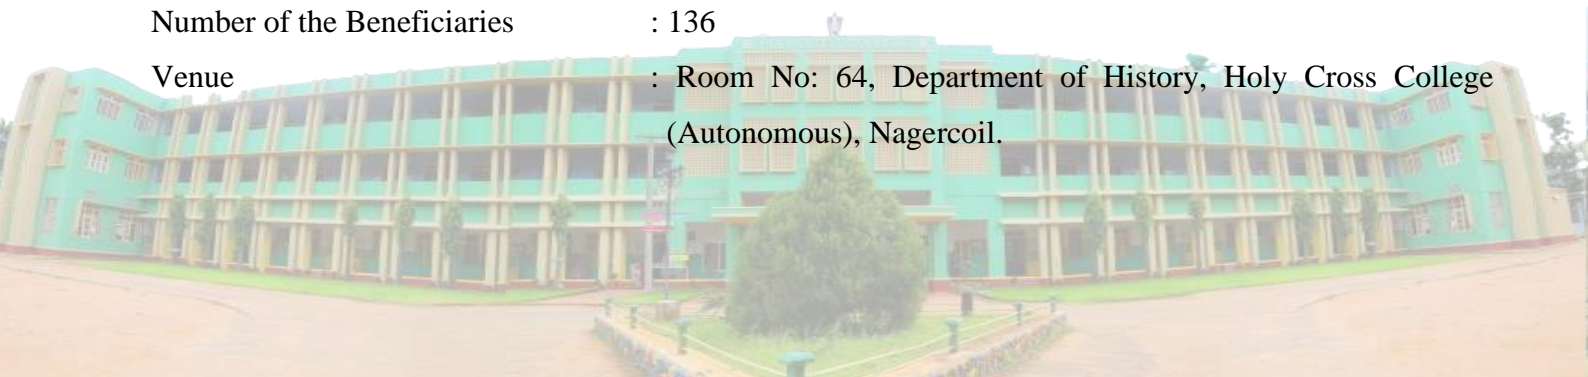 Number of the Beneficiaries : 136
Venue : Room No: 64, Department of History, Holy Cross College
(Autonomous), Nagercoil.